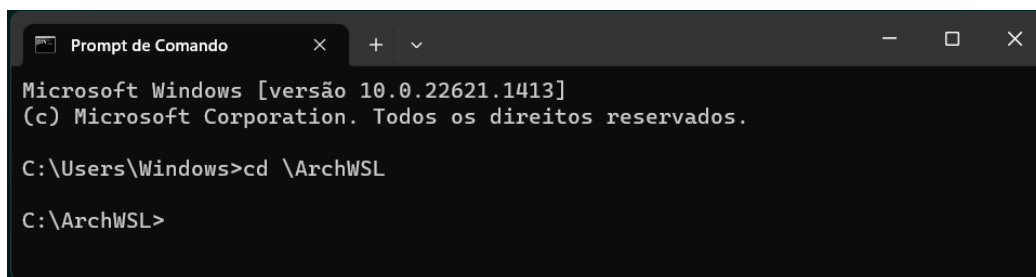 Prompt de Comando
Microsoft Windows [versão 10.0.22621.1413]
(c) Microsoft Corporation. Todos os direitos reservados.
C:\Users\Windows>cd \ArchWSL
C:\ArchWSL>